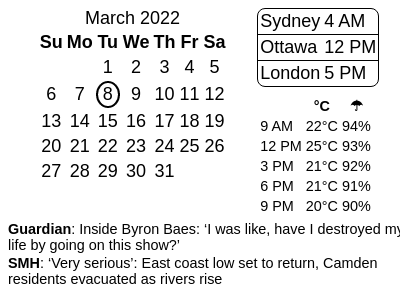 March 2022
Su Mo Tu We Th Fr Sa
1 2 3 4 5
6 7 8 9 10 11 12
13 14 15 16 17 18 19
20 21 22 23 24 25 26
27 28 29 30 31
Sydney 4 AM
Ottawa 12 PM
London 5 PM
°C ☂
9 AM 22°C 94%
12 PM 25°C 93%
3 PM 21°C 92%
6 PM 21°C 91%
9 PM 20°C 90%
Guardian: Inside Byron Baes: ‘I was like, have I destroyed my
life by going on this show?’
SMH: ‘Very serious’: East coast low set to return, Camden
residents evacuated as rivers rise